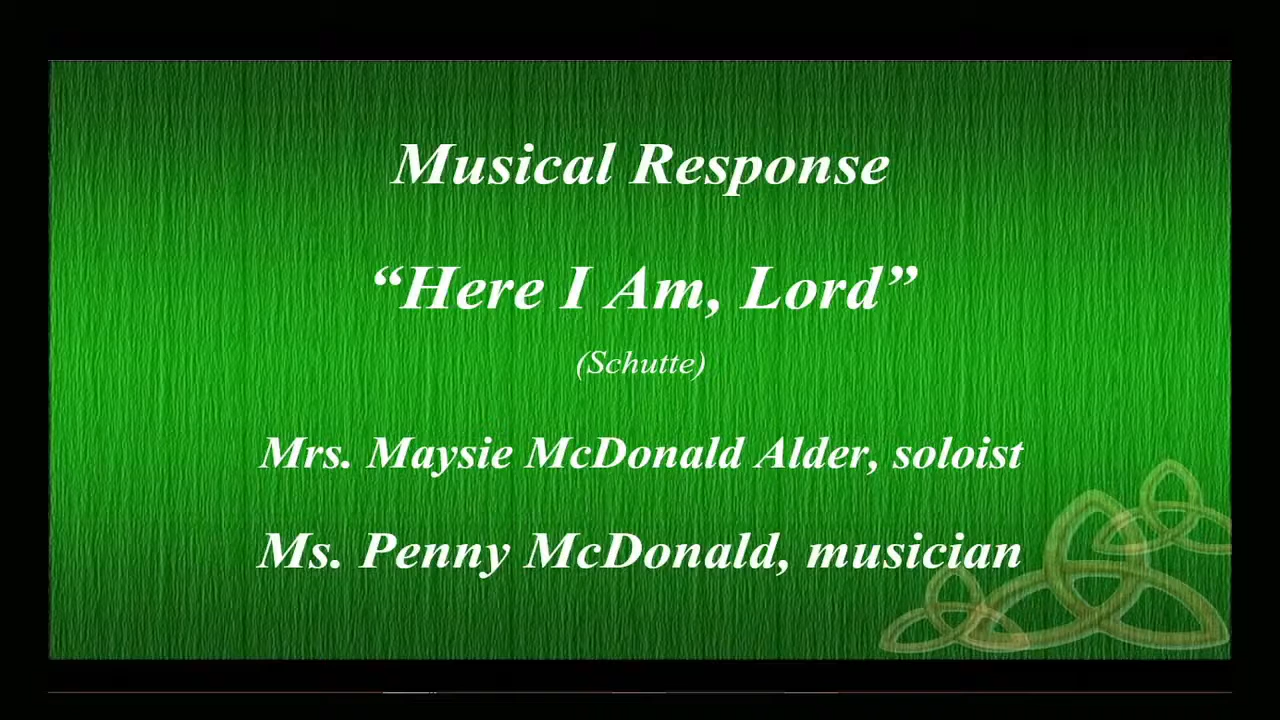 Musical Response
“Here I Am, Lord”
(Schutte)
Mrs. Maysie McDonald Alder, soloist
Ms. Penny McDonald, musician